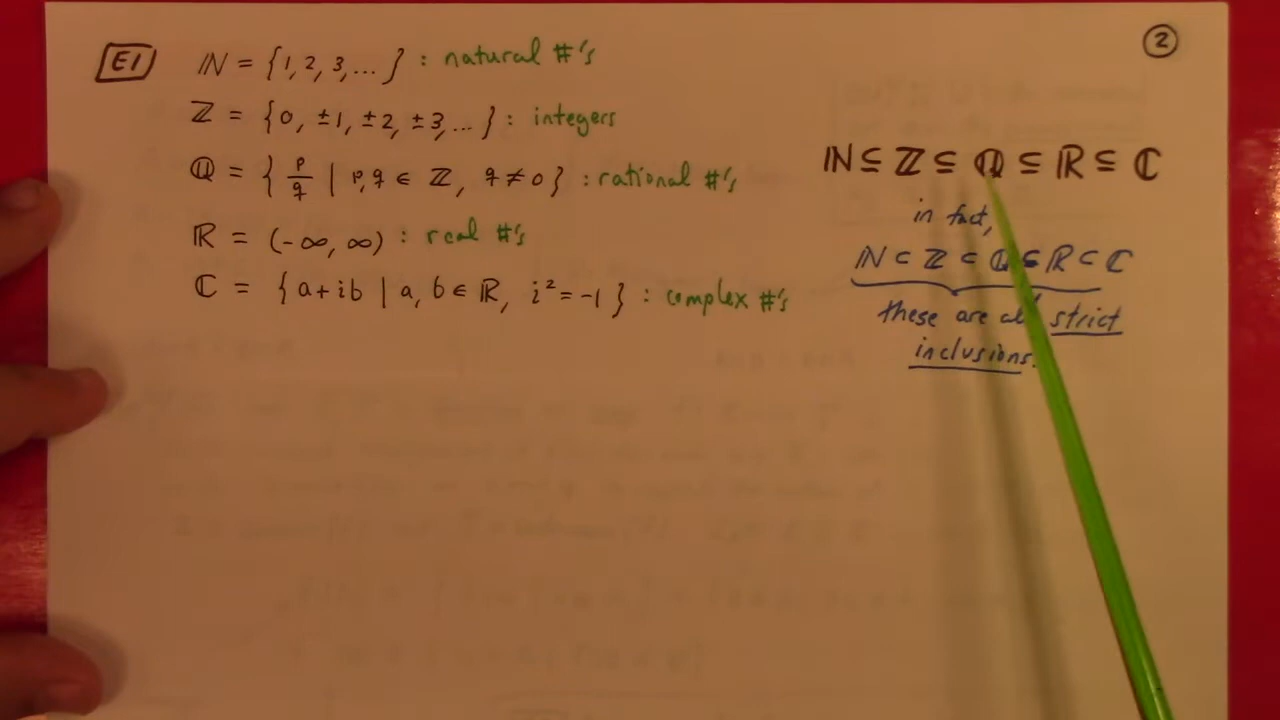 E1 ℕ = {1, 2, 3, ...} : natural #'s
ℤ = {0, ±1, ±2, ±3, ...} : integers
ℚ = { p/q | p,q ∈ ℤ, q ≠ 0 } : rational #'s
ℝ = (-∞, ∞) : real #'s
ℂ = { a+ib | a, b ∈ ℝ, i² = -1 } : complex #'s
2
ℕ ⊆ ℤ ⊆ ℚ ⊆ ℝ ⊆ ℂ
in fact,
ℕ ⊂ ℤ ⊂ ℚ ⊂ ℝ ⊂ ℂ
these are all strict
inclusions.